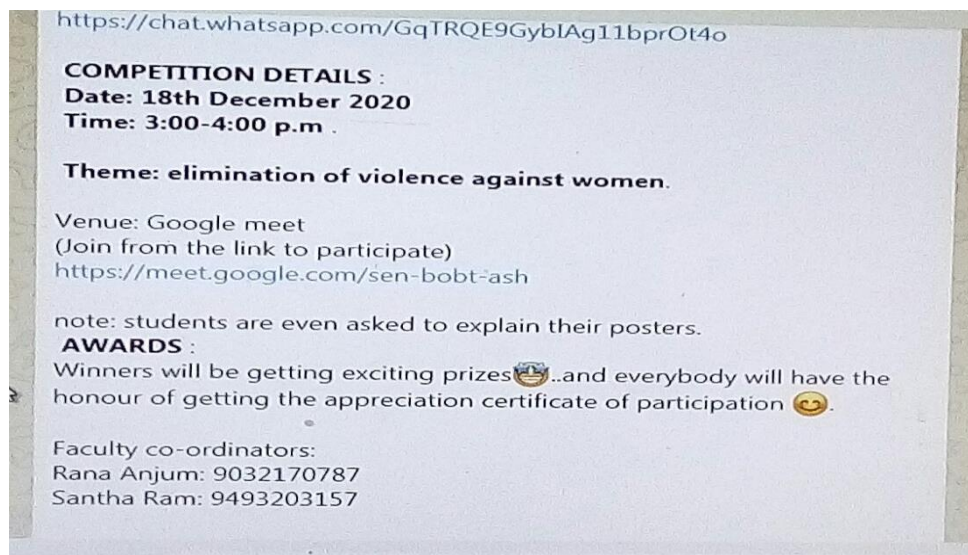 https://chat.whatsapp.com/GqTRQE9GybIAg11bprOt4o
COMPETITION DETAILS :
Date: 18th December 2020
Time: 3:00-4:00 p.m .
Theme: elimination of violence against women.
Venue: Google meet
(Join from the link to participate)
https://meet.google.com/sen-bobt-ash
note: students are even asked to explain their posters.
AWARDS :
Winners will be getting exciting prizes🤩..and everybody will have the
honour of getting the appreciation certificate of participation 😊.
Faculty co-ordinators:
Rana Anjum: 9032170787
Santha Ram: 9493203157